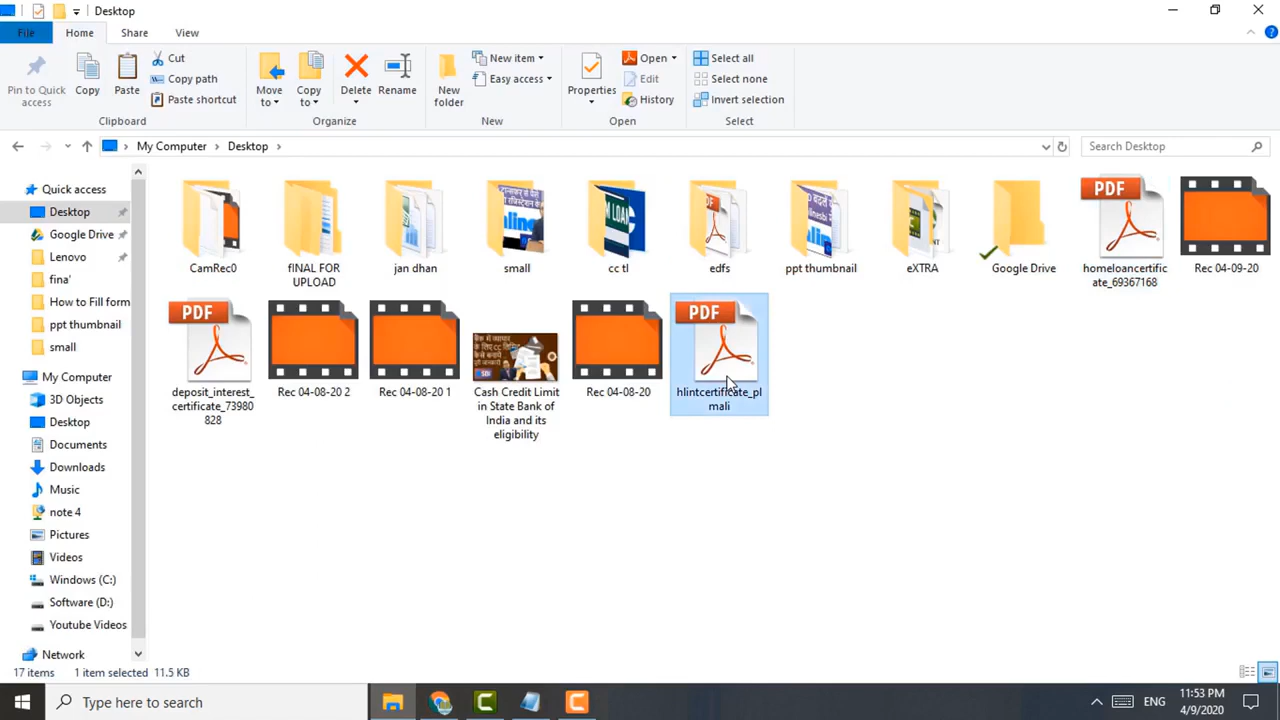 Desktop
File
Home
Share
View
Pin to Quick
access
Copy
Paste
Cut
Copy path
Paste shortcut
Clipboard
Move
to
Copy
to
Delete
Rename
Organize
New
folder
New item
Easy access
New
Properties
Open
Edit
History
Open
Select all
Select none
Invert selection
Select
My Computer
Desktop
Search Desktop
Quick access
Desktop
Google Drive
Lenovo
fina'
How to Fill form
ppt thumbnail
small
My Computer
3D Objects
Desktop
Documents
Downloads
Music
note 4
Pictures
Videos
Windows (C:)
Software (D:)
Youtube Videos
Network
CamRec0
fINAL FOR
UPLOAD
jan dhan
small
cc tl
edfs
ppt thumbnail
eXTRA
Google Drive
PDF
homeloancertific
ate_69367168
Rec 04-09-20
PDF
deposit_interest_
certificate_73980
828
Rec 04-08-20 2
Rec 04-08-20 1
Cash Credit Limit
in State Bank of
India and its
eligibility
Rec 04-08-20
PDF
hlintcertificate_pl
mali
17 items
1 item selected
11.5 KB
Type here to search
ENG
11:53 PM
4/9/2020